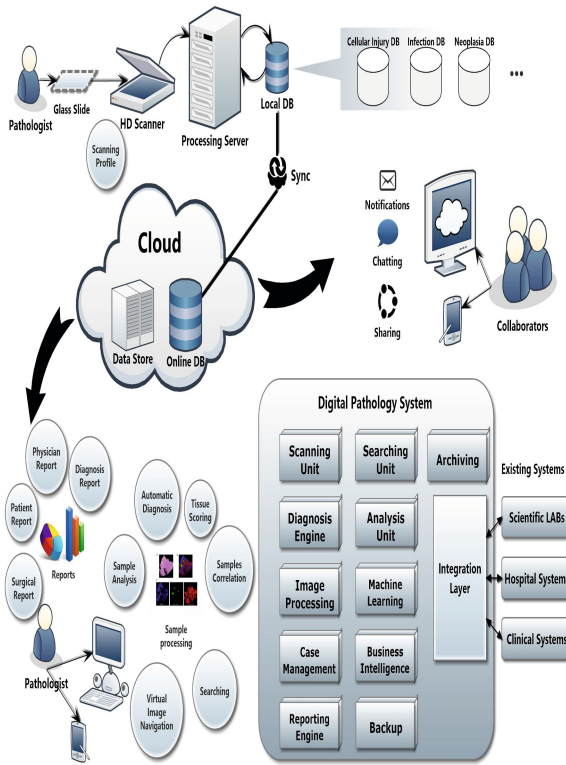 Cellular Injury DB
Infection DB
Neoplasia DB
...
Pathologist
Glass Slide
HD Scanner
Processing Server
Local DB
Scanning
Profile
Sync
Cloud
Data Store
Online DB
Notifications
Chatting
Sharing
Collaborators
Physician
Report
Diagnosis
Report
Patient
Report
Surgical
Report
Reports
Automatic
Diagnosis
Tissue
Scoring
Sample
Analysis
Samples
Correlation
Sample
processing
Pathologist
Virtual
Image
Navigation
Searching
Digital Pathology System
Scanning
Unit
Searching
Unit
Archiving
Diagnosis
Engine
Analysis
Unit
Image
Processing
Machine
Learning
Case
Management
Business
Intelligence
Reporting
Engine
Backup
Integration
Layer
Existing Systems
Scientific LABs
Hospital Systems
Clinical Systems